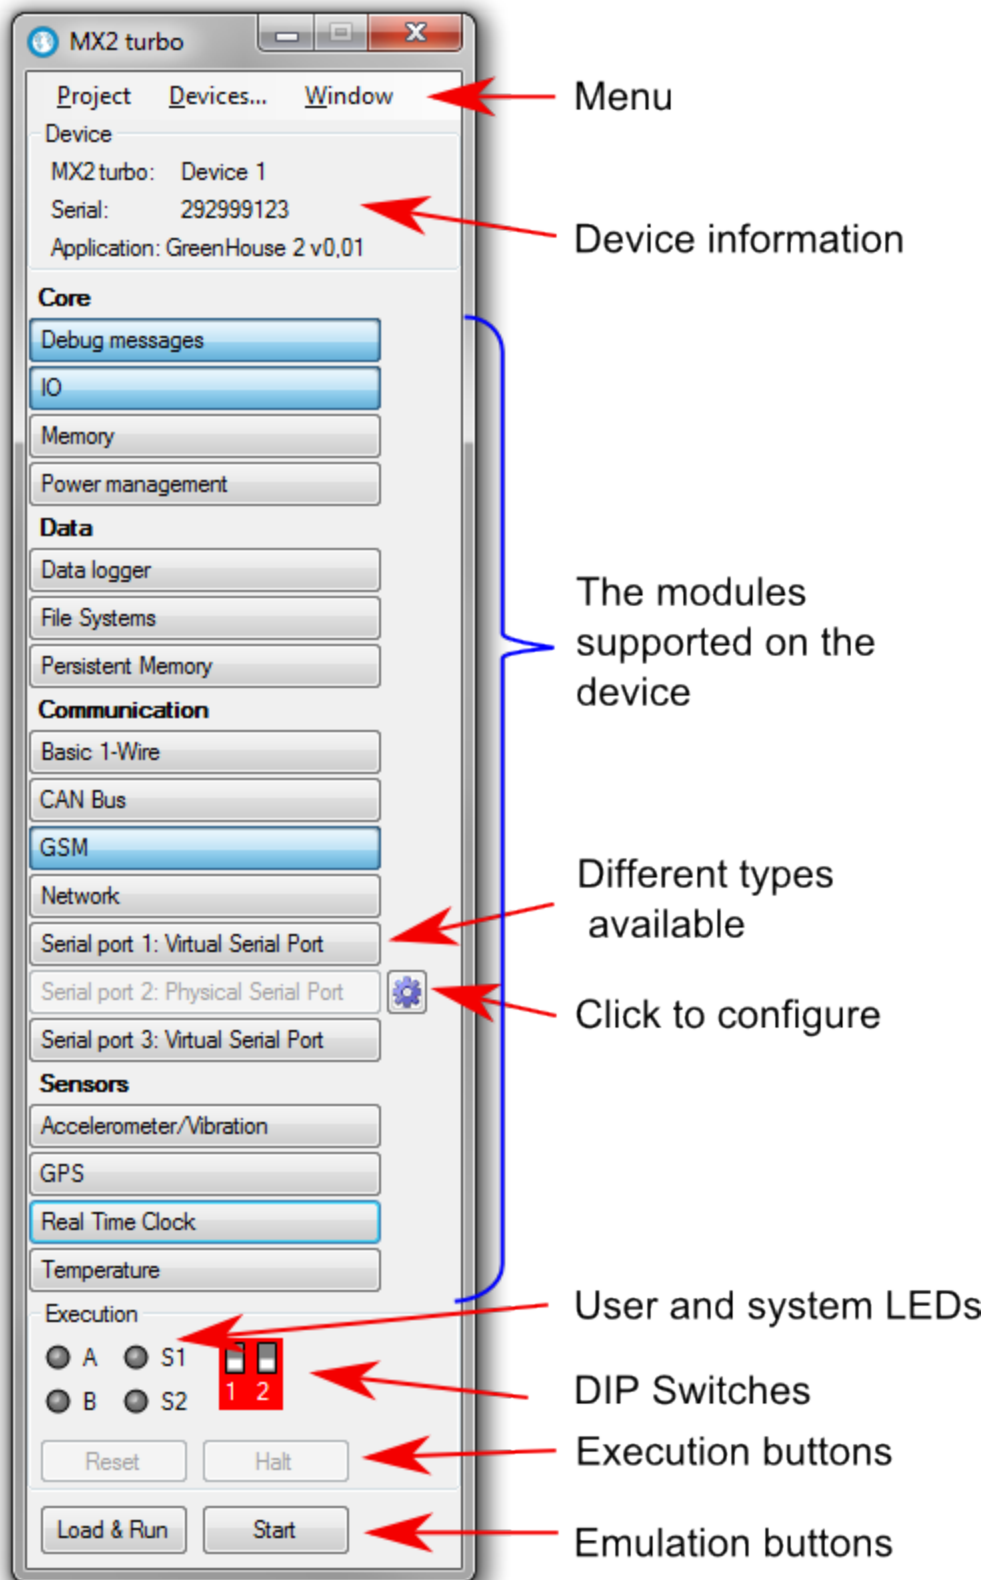 MX2 turbo
Project Devices... Window
Menu
Device
MX2 turbo: Device 1
Serial: 292999123
Application: GreenHouse 2 v0,01
Device information
Core
Debug messages
IO
Memory
Power management
Data
Data logger
File Systems
Persistent Memory
The modules
supported on the
device
Communication
Basic 1-Wire
CAN Bus
GSM
Network
Serial port 1: Virtual Serial Port
Serial port 2: Physical Serial Port
Serial port 3: Virtual Serial Port
Different types
available
Click to configure
Sensors
Accelerometer/Vibration
GPS
Real Time Clock
Temperature
Execution
A S1
B S2
1 2
User and system LEDs
DIP Switches
Reset Halt
Execution buttons
Load & Run Start
Emulation buttons